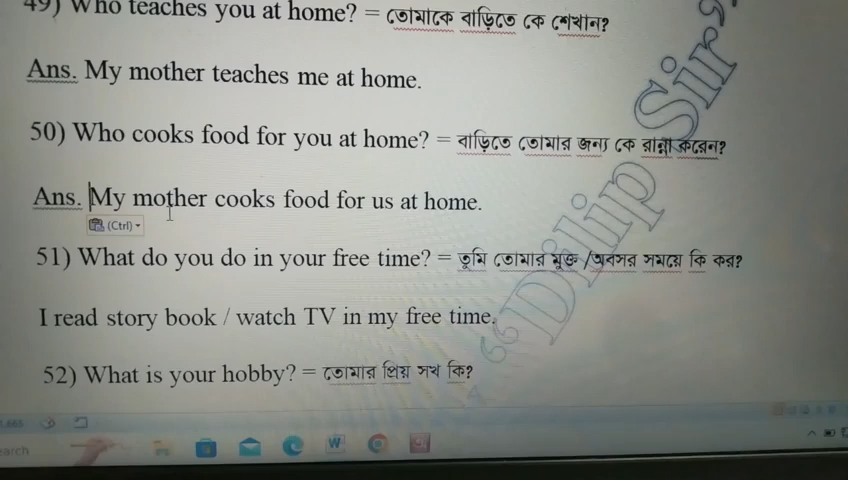 49) Who teaches you at home? = তোমাকে বাড়িতে কে শেখান?
Ans. My mother teaches me at home.
50) Who cooks food for you at home? = বাড়িতে তোমার জন্য কে রান্না করেন?
Ans. My mother cooks food for us at home.
(Ctrl)
51) What do you do in your free time? = তুমি তোমার মুক্ত /অবসর সময়ে কি কর?
I read story book / watch TV in my free time.
52) What is your hobby? = তোমার প্রিয় সখ কি?
"Dilip Sir"